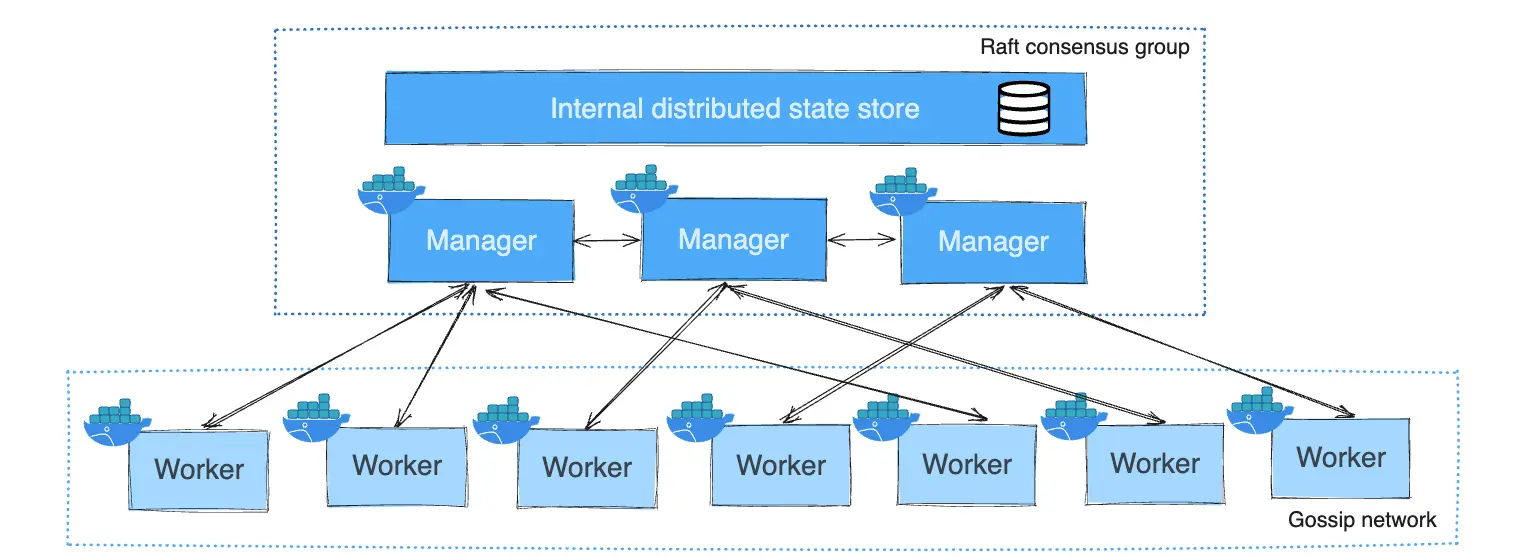 Raft consensus group
Internal distributed state store
Manager
Manager
Manager
Worker
Worker
Worker
Worker
Worker
Worker
Worker
Gossip network